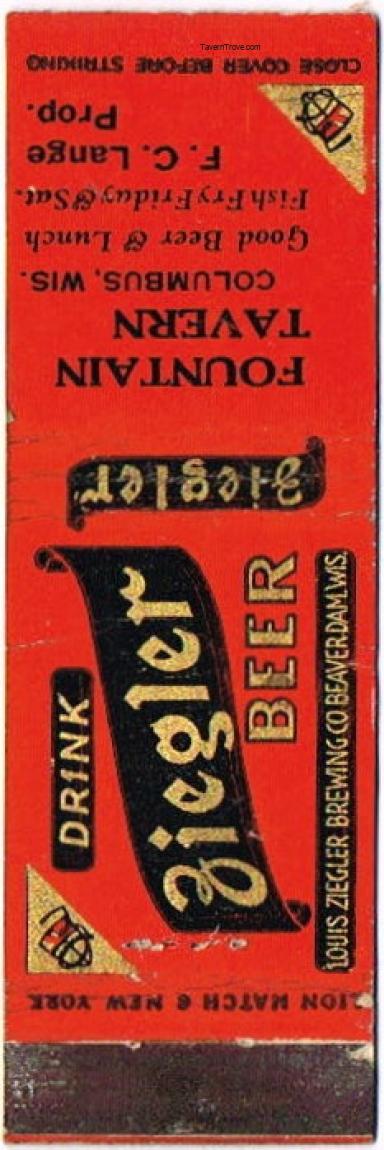 TavernTrove.com
CLOSE COVER BEFORE STRIKING
FOUNTAIN
TAVERN
COLUMBUS, WIS.
Good Beer & Lunch
Fish Fry Friday & Sat.
F. C. Lange
Prop.
Ziegler
DRINK
Ziegler
BEER
LOUIS ZIEGLER BREWING CO. BEAVER DAM, WIS.
LION MATCH 6 NEW YORK